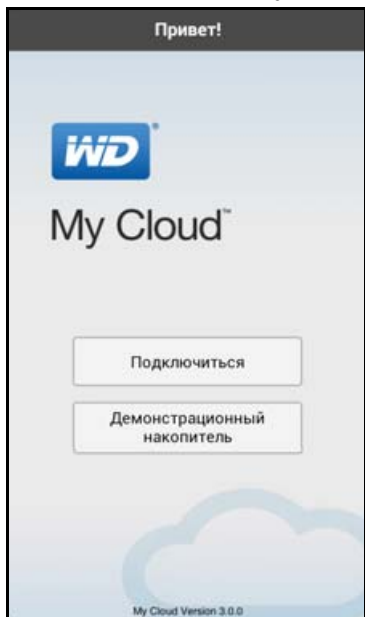 Привет!
WD
My Cloud™
Подключиться
Демонстрационный
накопитель
My Cloud Version 3.0.0